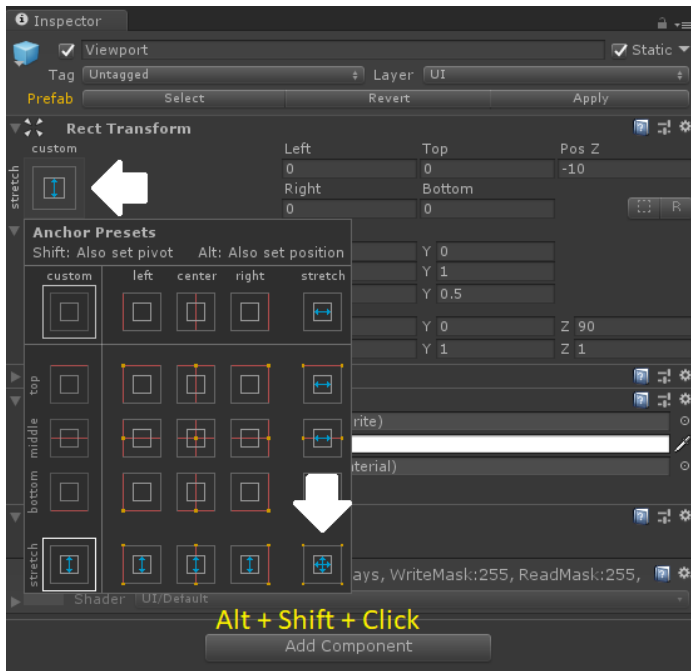 Inspector
Viewport Static
Tag Untagged Layer UI
Prefab Select Revert Apply
Rect Transform
custom Left Top Pos Z
stretch
0 0 -10
Right Bottom
0 0 R
Anchor Presets
Shift: Also set pivot Alt: Also set position
Y 0
custom left center right stretch
Y 1
Y 0.5
Y 0 Z 90
Y 1 Z 1
top
middle
rite)
aterial)
bottom
stretch
ays, WriteMask:255, ReadMask:255,
Shader UI/Default
Alt + Shift + Click
Add Component